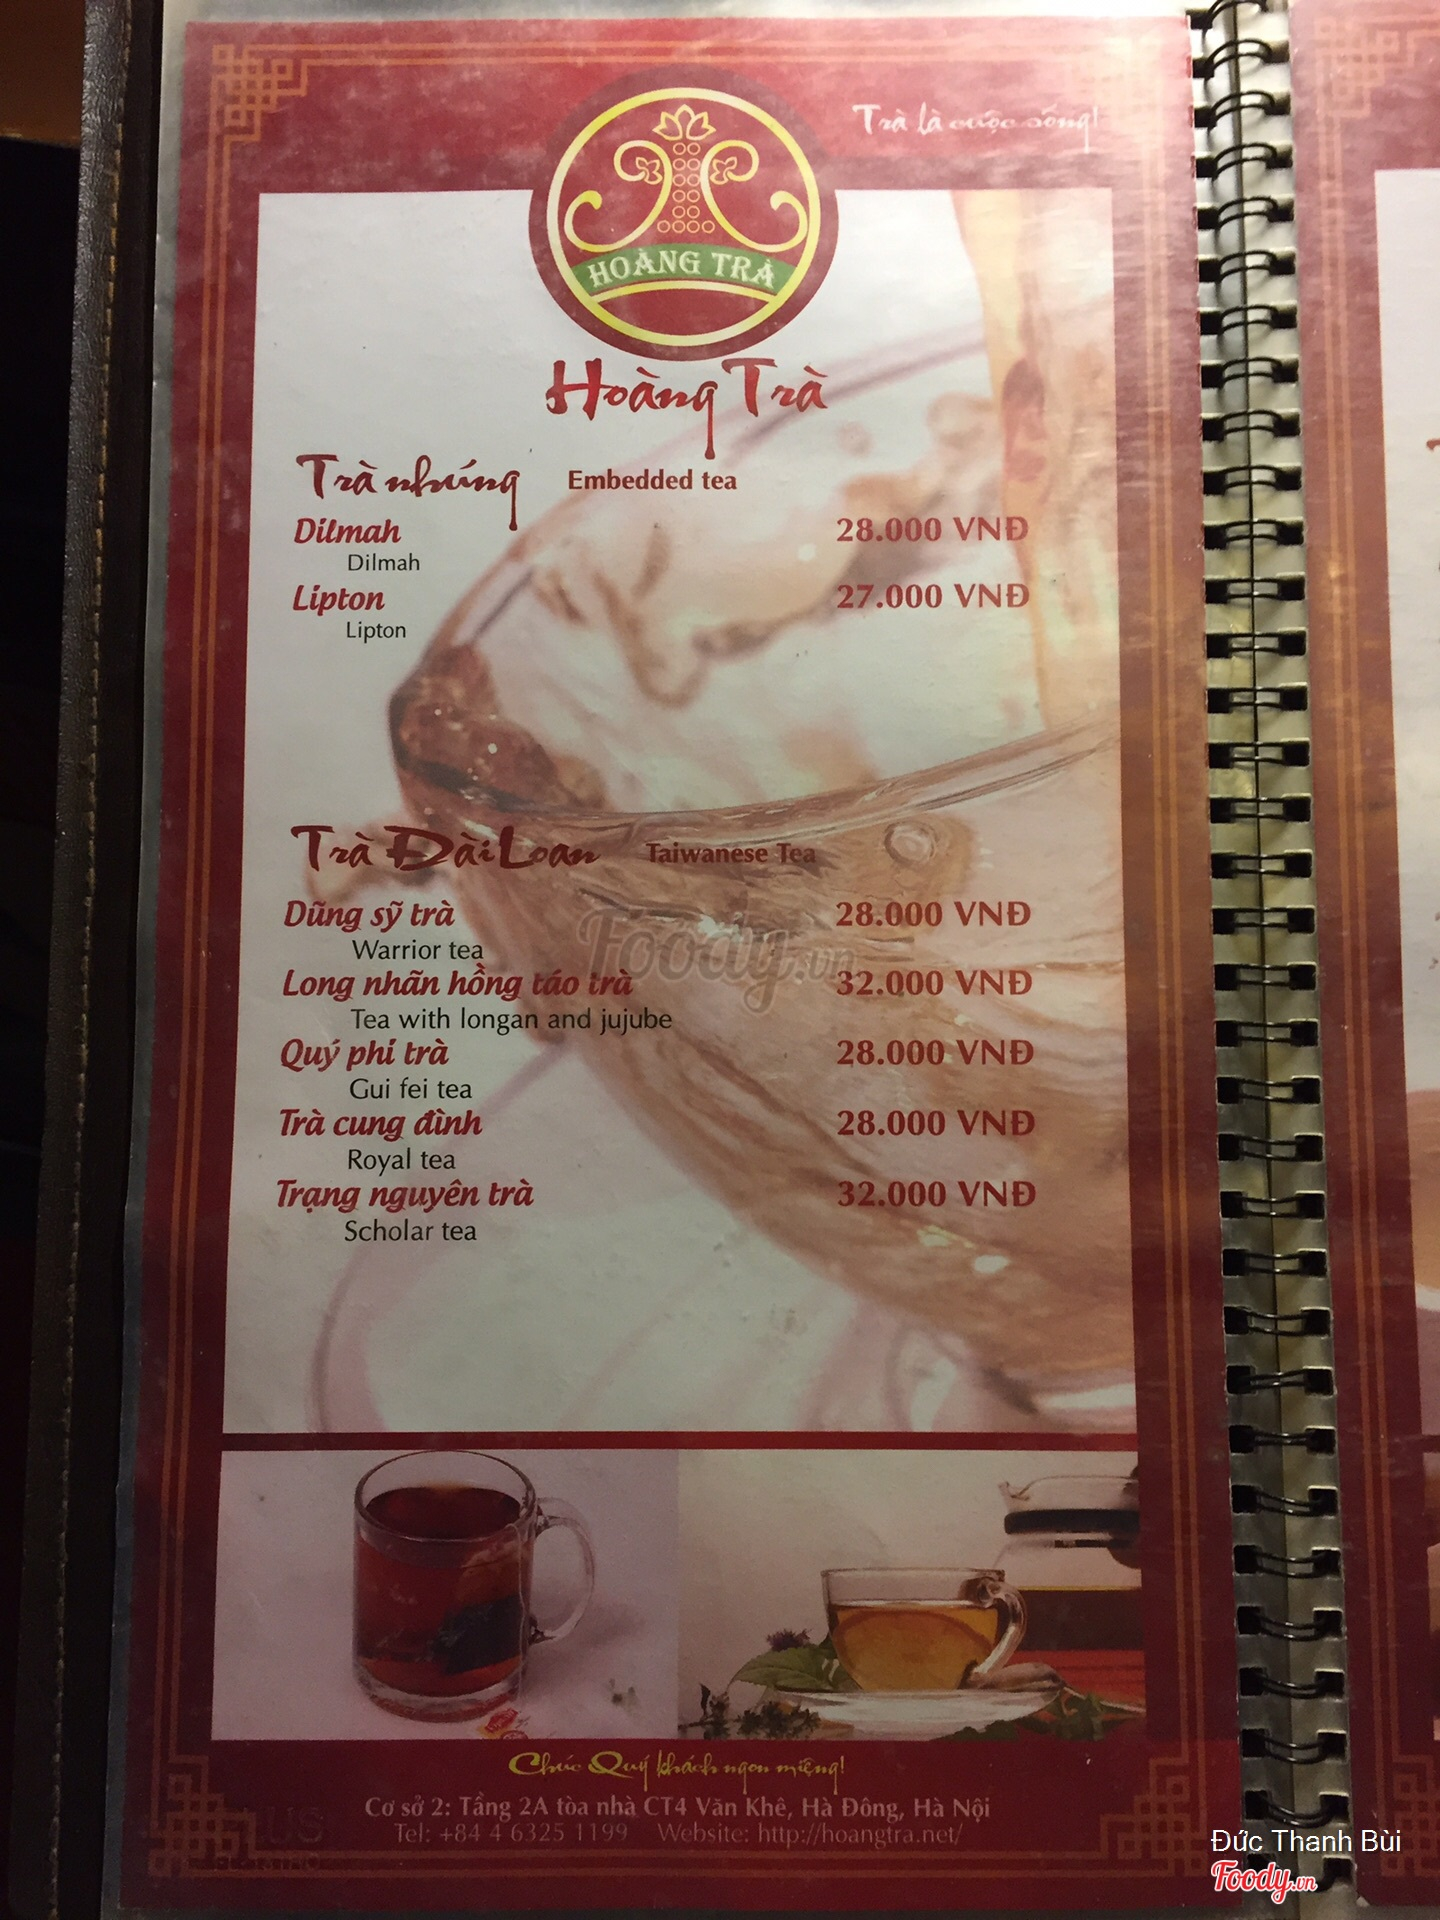 Trà là cuộc sống!
HOÀNG TRÀ
Hoàng Trà
Trà nhúng Embedded tea
Dilmah 28.000 VNĐ
Dilmah
Lipton 27.000 VNĐ
Lipton
Trà Đài Loan Taiwanese Tea
Dũng sỹ trà 28.000 VNĐ
Warrior tea
Long nhãn hồng táo trà 32.000 VNĐ
Tea with longan and jujube
Quý phi trà 28.000 VNĐ
Gui fei tea
Trà cung đình 28.000 VNĐ
Royal tea
Trạng nguyên trà 32.000 VNĐ
Scholar tea
Foody.vn
Chúc Quý khách ngon miệng!
Cơ sở 2: Tầng 2A tòa nhà CT4 Văn Khê, Hà Đông, Hà Nội
Tel: +84 4 6325 1199 Website: http://hoangtra.net/
Đức Thanh Bùi
Foody.vn